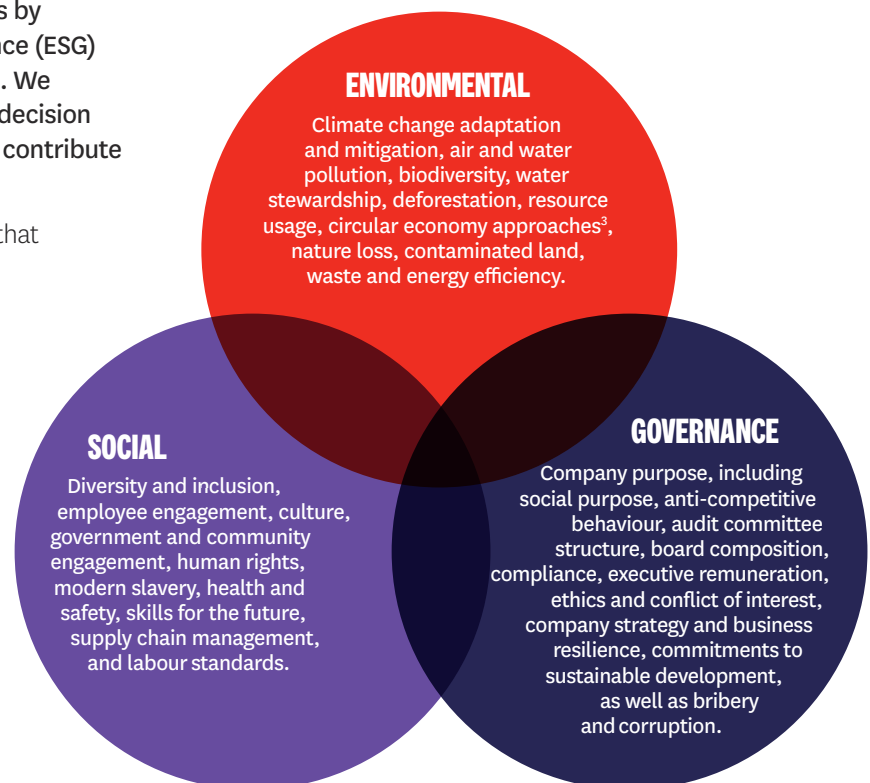 s by
nce (ESG)
. We
decision
contribute
that
ENVIRONMENTAL
Climate change adaptation
and mitigation, air and water
pollution, biodiversity, water
stewardship, deforestation, resource
usage, circular economy approaches³,
nature loss, contaminated land,
waste and energy efficiency.
SOCIAL
Diversity and inclusion,
employee engagement, culture,
government and community
engagement, human rights,
modern slavery, health and
safety, skills for the future,
supply chain management,
and labour standards.
GOVERNANCE
Company purpose, including
social purpose, anti-competitive
behaviour, audit committee
structure, board composition,
compliance, executive remuneration,
ethics and conflict of interest,
company strategy and business
resilience, commitments to
sustainable development,
as well as bribery
and corruption.